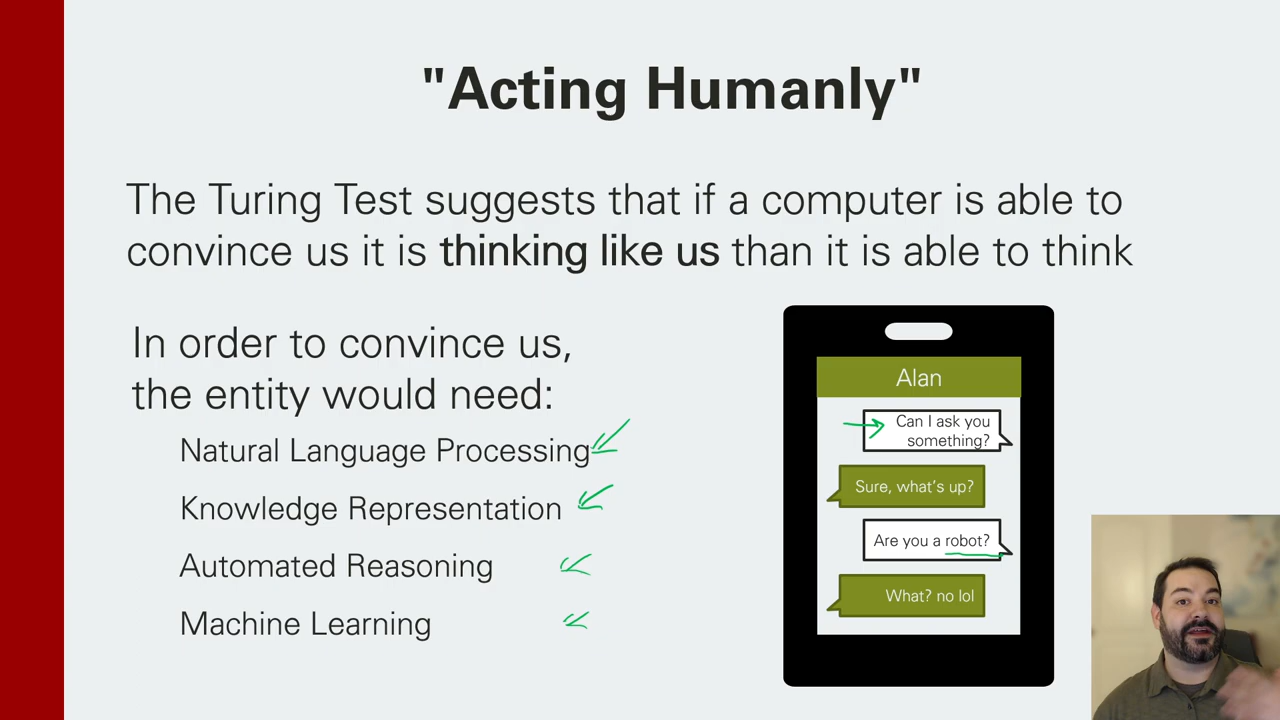 "Acting Humanly"
The Turing Test suggests that if a computer is able to
convince us it is thinking like us than it is able to think
In order to convince us,
the entity would need:
Natural Language Processing
Knowledge Representation
Automated Reasoning
Machine Learning
Alan
Can I ask you
something?
Sure, what's up?
Are you a robot?
What? no lol